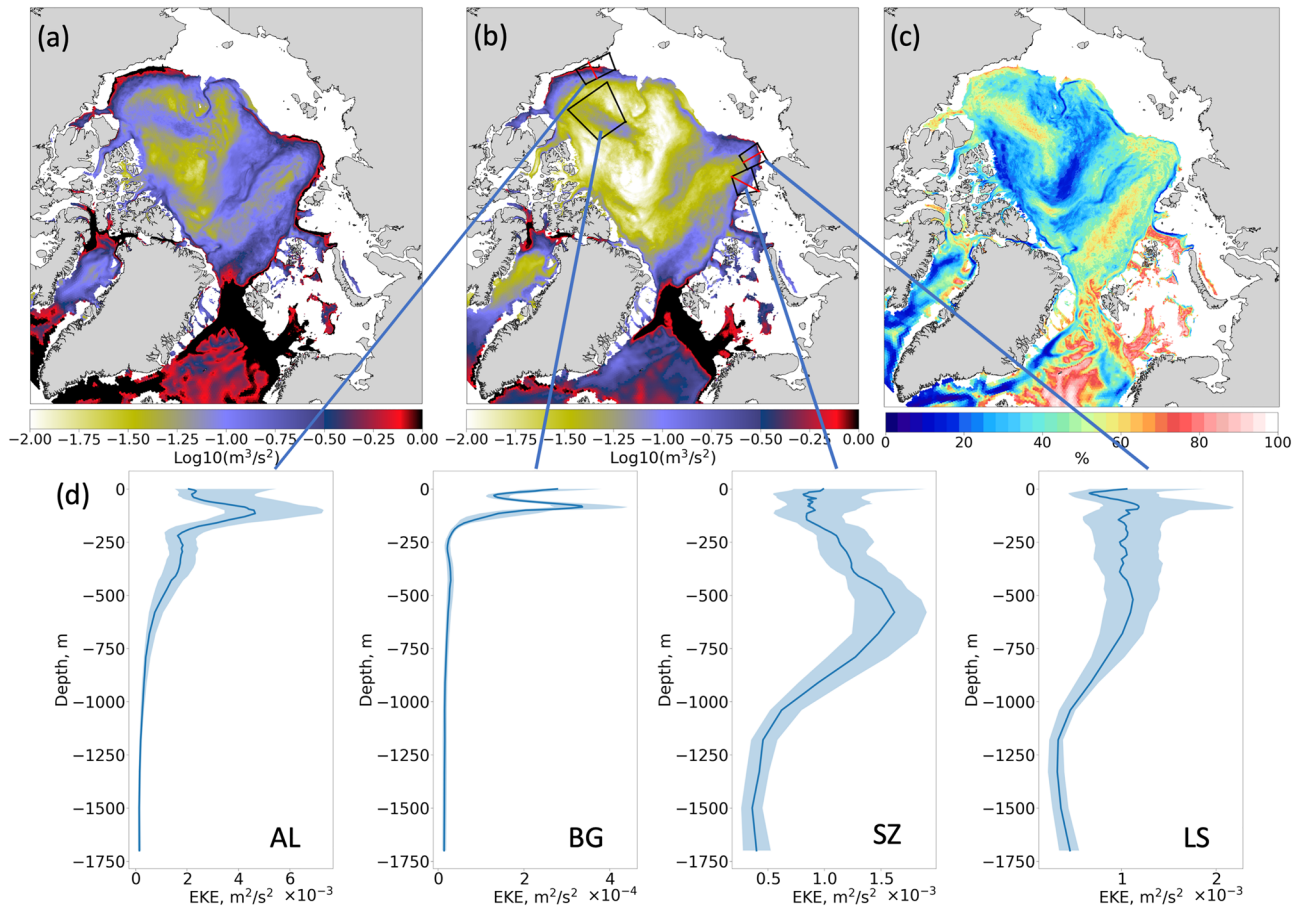 (a)
(b)
(c)
−2.00 −1.75 −1.50 −1.25 −1.00 −0.75 −0.50 −0.25 0.00
Log10(m³/s²)
−2.00 −1.75 −1.50 −1.25 −1.00 −0.75 −0.50 −0.25 0.00
Log10(m³/s²)
0 20 40 60 80 100
%
(d)
Depth, m
0
−250
−500
−750
−1000
−1250
−1500
−1750
AL
0 2 4 6
EKE, m²/s² ×10⁻³
Depth, m
0
−250
−500
−750
−1000
−1250
−1500
−1750
BG
0 2 4
EKE, m²/s² ×10⁻⁴
Depth, m
0
−250
−500
−750
−1000
−1250
−1500
−1750
SZ
0.5 1.0 1.5
EKE, m²/s² ×10⁻³
Depth, m
0
−250
−500
−750
−1000
−1250
−1500
−1750
LS
1 2
EKE, m²/s² ×10⁻³